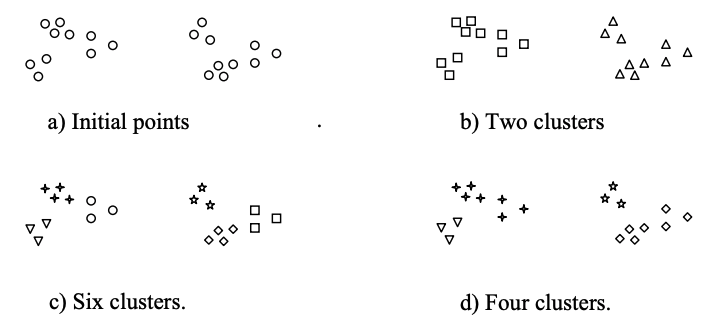 a) Initial points
b) Two clusters
c) Six clusters.
d) Four clusters.